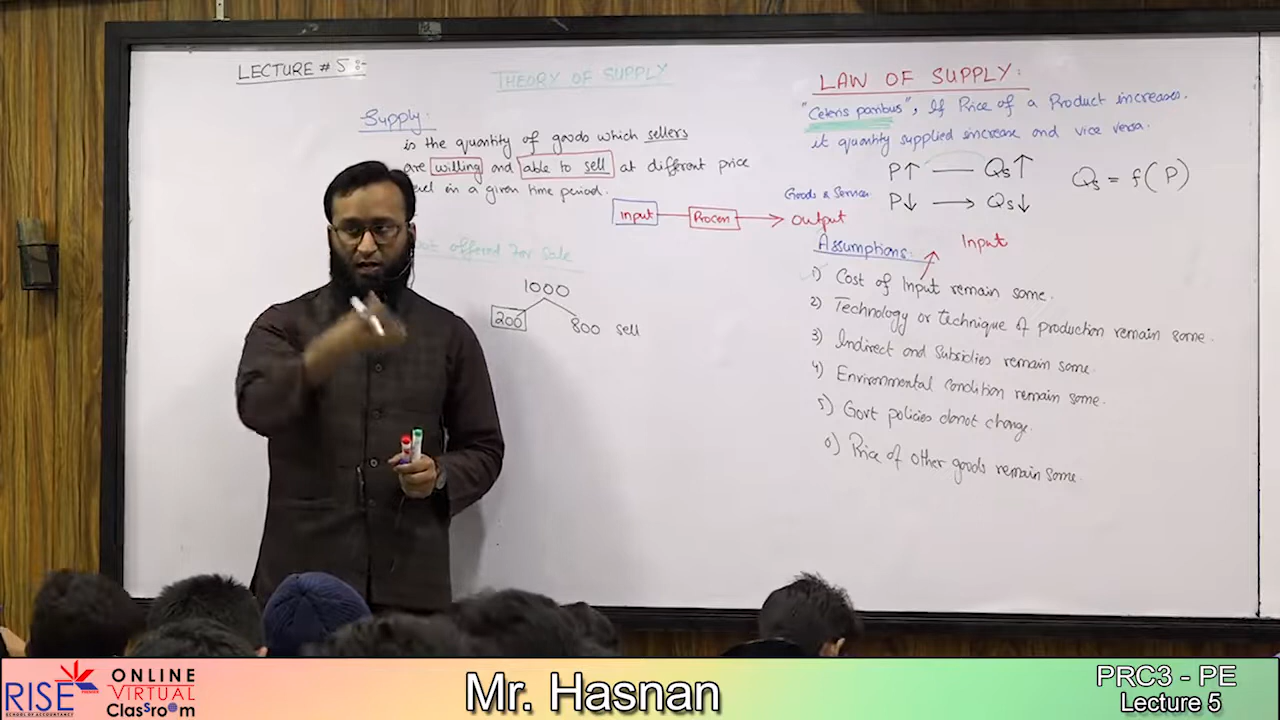 LECTURE # 5 :-
THEORY OF SUPPLY
Supply:
is the quantity of goods which sellers
are willing and able to sell at different price
in a given time period.
Input
Process
Goods & Services
output
offered For Sale
1000
200
800 sell
LAW OF SUPPLY:
"Ceteris paribus", If Price of a Product increases.
it quantity supplied increase and vice versa.
P↑ — Qs↑
P↓ → Qs↓
Qs = f(P)
Assumptions:
Input
1) Cost of Input remain same.
2) Technology or technique of production remain same.
3) Indirect and Subsidies remain same.
4) Environmental condition remain same.
5) Govt policies donot change.
6) Price of other goods remain same.
RISE
PREMIUM
SCHOOL OF ACCOUNTANCY
ONLINE
VIRTUAL
ClasSroom
Mr. Hasnan
PRC3 - PE
Lecture 5